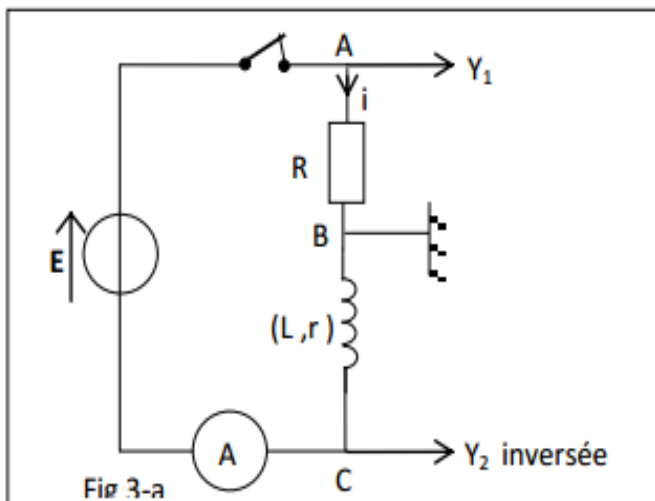 A
Y₁
i
R
B
E
(L ,r )
A
Y₂ inversée
C
Fig 3-a